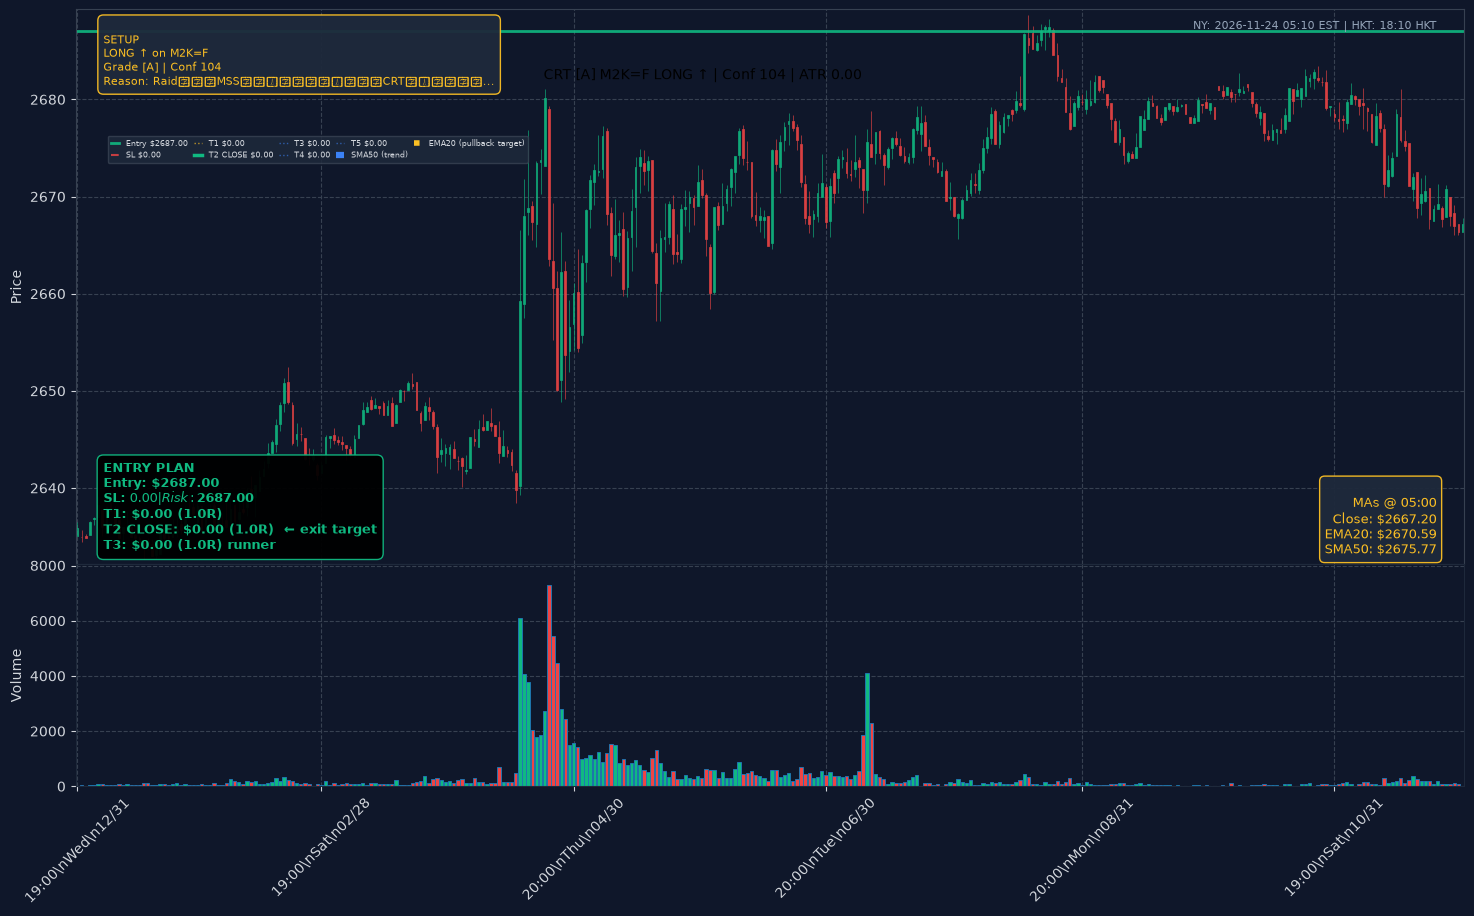 NY: 2026-11-24 05:10 EST | HKT: 18:10 HKT
SETUP
LONG ↑ on M2K=F
Grade [A] | Conf 104
Reason: Raid MSS CRT ...
CRT [A] M2K=F LONG ↑ | Conf 104 | ATR 0.00
Entry $2687.00
SL $0.00
T1 $0.00
T2 CLOSE $0.00
T3 $0.00
T4 $0.00
T5 $0.00
SMA50 (trend)
EMA20 (pullback target)
Price
2680
2670
2660
2650
2640
ENTRY PLAN
Entry: $2687.00
SL: 0.00|Risk:2687.00
T1: $0.00 (1.0R)
T2 CLOSE: $0.00 (1.0R) ← exit target
T3: $0.00 (1.0R) runner
MAs @ 05:00
Close: $2667.20
EMA20: $2670.59
SMA50: $2675.77
Volume
8000
6000
4000
2000
0
19:00\nWed\n12/31
19:00\nSat\n02/28
20:00\nThu\n04/30
20:00\nTue\n06/30
20:00\nMon\n08/31
19:00\nSat\n10/31